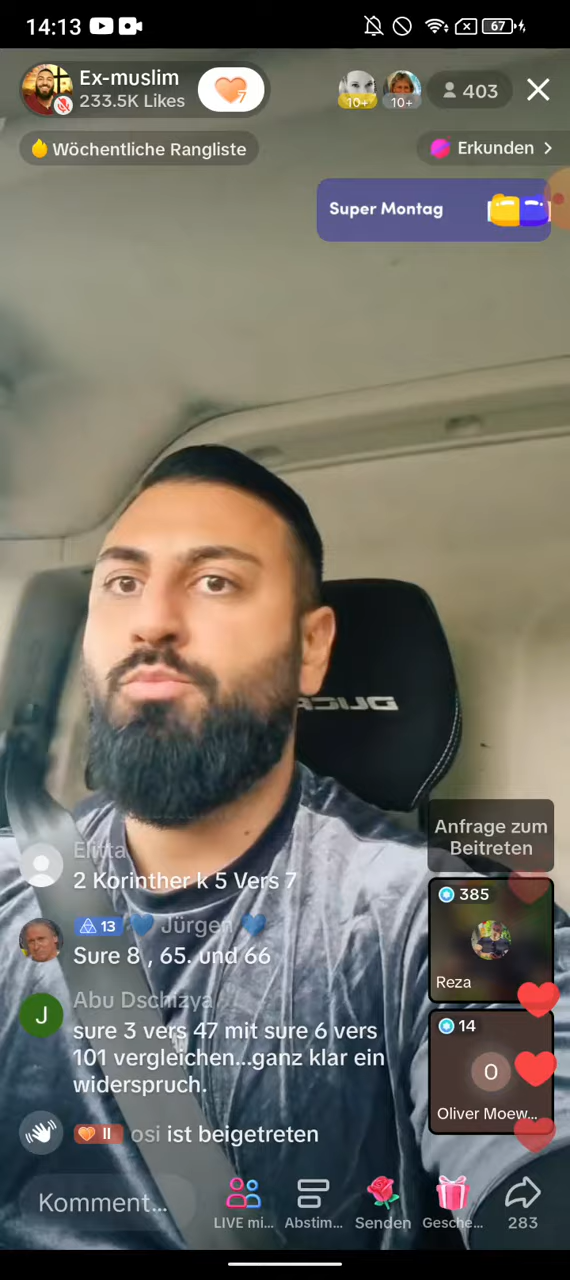 14:13
67
Ex-muslim
233.5K Likes
7
10+
10+
403
Wöchentliche Rangliste
Erkunden >
Super Montag
Elitta
2 Korinther k 5 Vers 7
13 💙 Jürgen 💙
Sure 8 , 65. und 66
J
Abu Dschizya
sure 3 vers 47 mit sure 6 vers
101 vergleichen...ganz klar ein
widerspruch.
osi ist beigetreten
Anfrage zum
Beitreten
385
Reza
14
O
Oliver Moew...
Komment...
LIVE mi...
Abstim...
Senden
Gesche...
283